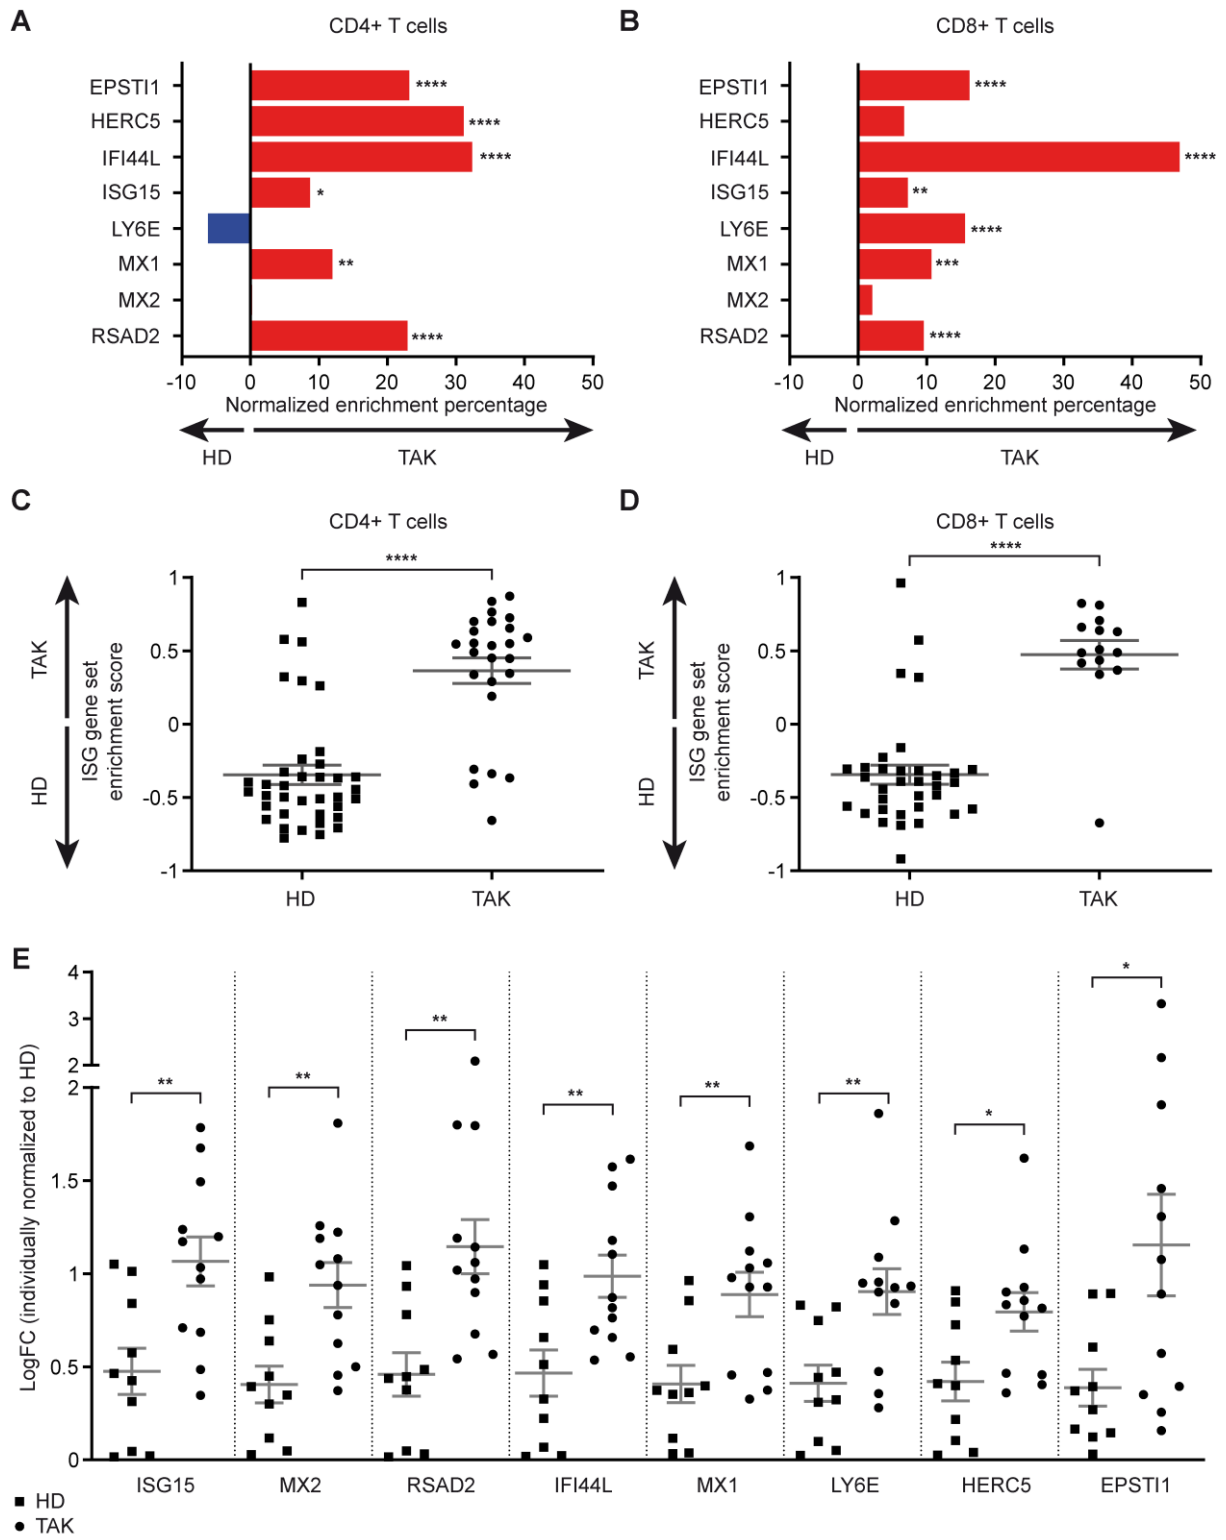 A
CD4+ T cells
EPSTI1
****
HERC5
****
IFI44L
****
ISG15
*
LY6E
MX1
**
MX2
RSAD2
****
-10 0 10 20 30 40 50
Normalized enrichment percentage
HD TAK
B
CD8+ T cells
EPSTI1
****
HERC5
IFI44L
****
ISG15
**
LY6E
****
MX1
***
MX2
RSAD2
****
-10 0 10 20 30 40 50
Normalized enrichment percentage
HD TAK
C
CD4+ T cells
****
TAK
HD
ISG gene set
enrichment score
1
0.5
0
-0.5
-1
HD TAK
D
CD8+ T cells
****
TAK
HD
ISG gene set
enrichment score
1
0.5
0
-0.5
-1
HD TAK
E
LogFC (individually normalized to HD)
4
3
2
2
1.5
1
0.5
0
** ** ** ** ** ** * *
ISG15 MX2 RSAD2 IFI44L MX1 LY6E HERC5 EPSTI1
HD
TAK